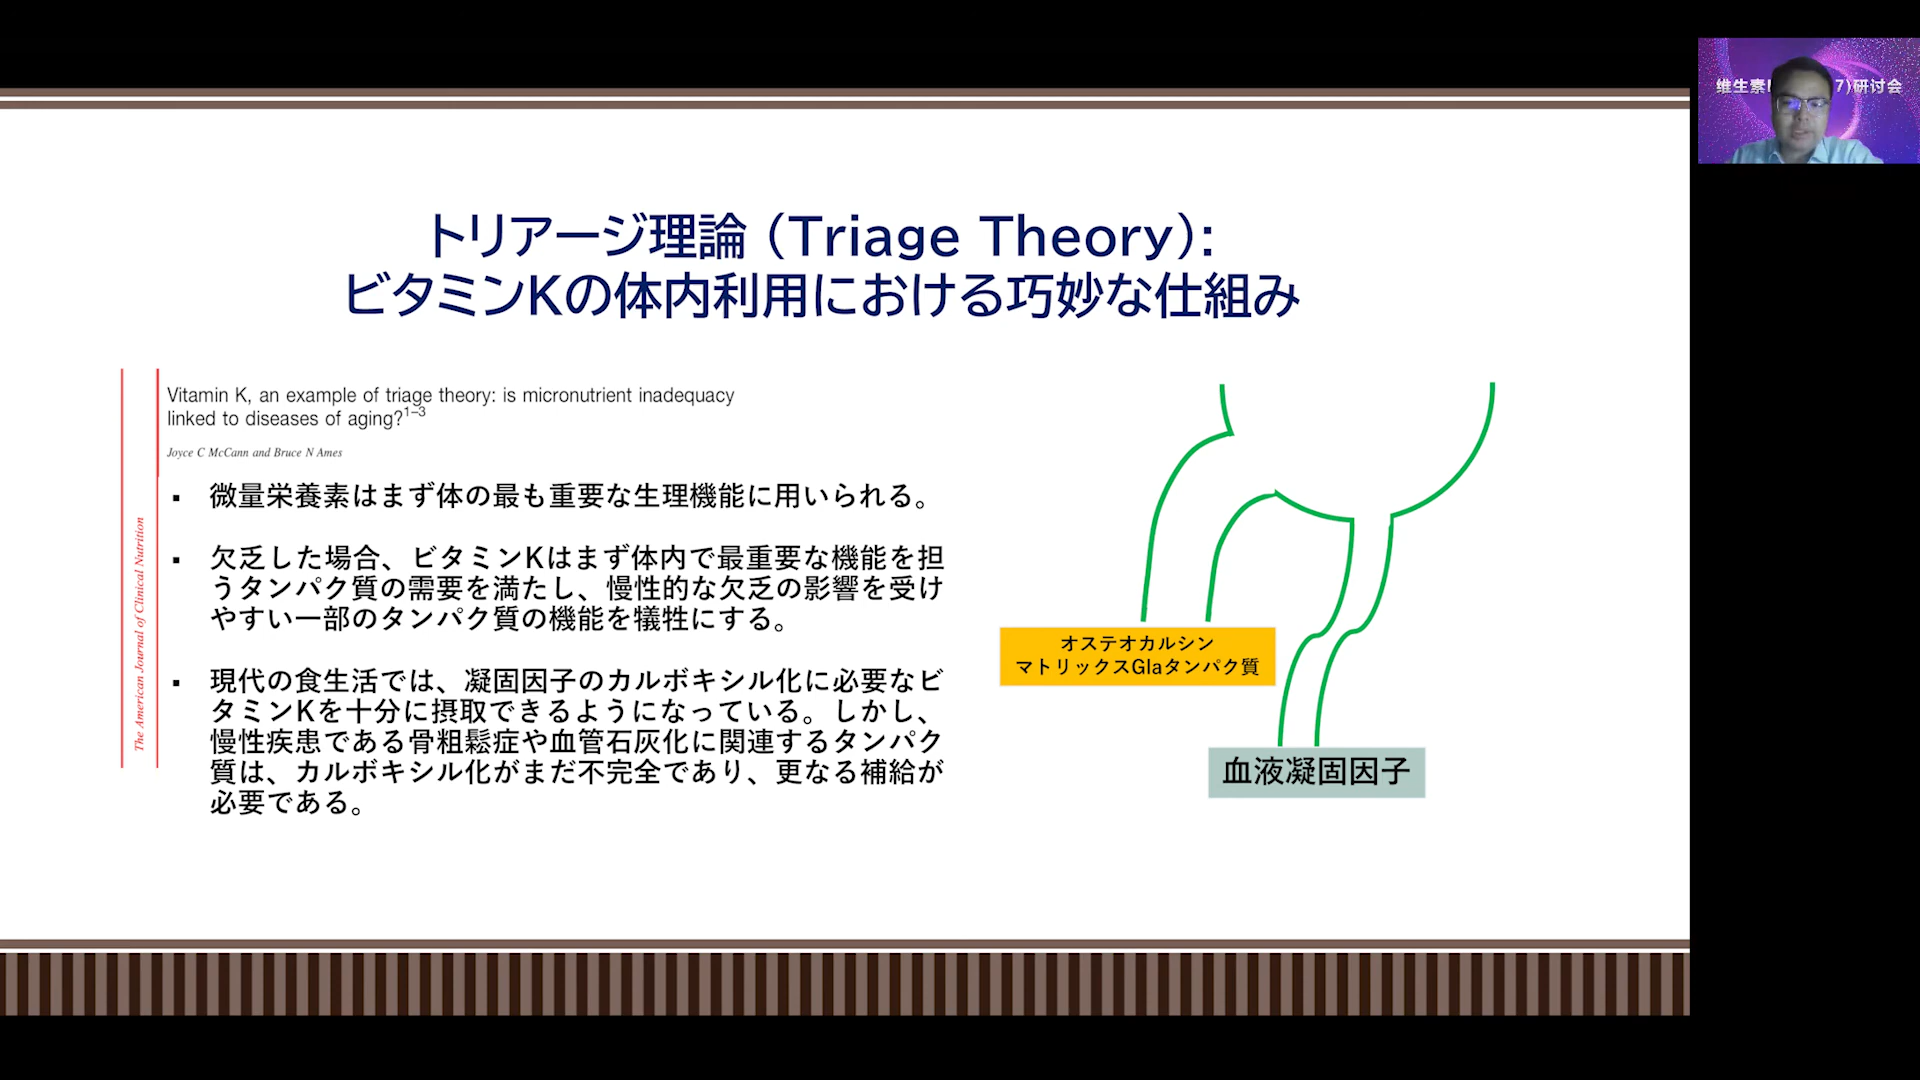 トリアージ理論 (Triage Theory):
ビタミンKの体内利用における巧妙な仕組み
Vitamin K, an example of triage theory: is micronutrient inadequacy
linked to diseases of aging?1–3
Joyce C McCann and Bruce N Ames
The American Journal of Clinical Nutrition
▪ 微量栄養素はまず体の最も重要な生理機能に用いられる。
▪ 欠乏した場合、ビタミンKはまず体内で最重要な機能を担
うタンパク質の需要を満たし、慢性的な欠乏の影響を受け
やすい一部のタンパク質の機能を犠牲にする。
▪ 現代の食生活では、凝固因子のカルボキシル化に必要なビ
タミンKを十分に摂取できるようになっている。しかし、
慢性疾患である骨粗鬆症や血管石灰化に関連するタンパク
質は、カルボキシル化がまだ不完全であり、更なる補給が
必要である。
オステオカルシン
マトリックスGlaタンパク質
血液凝固因子
维生素 7)研讨会